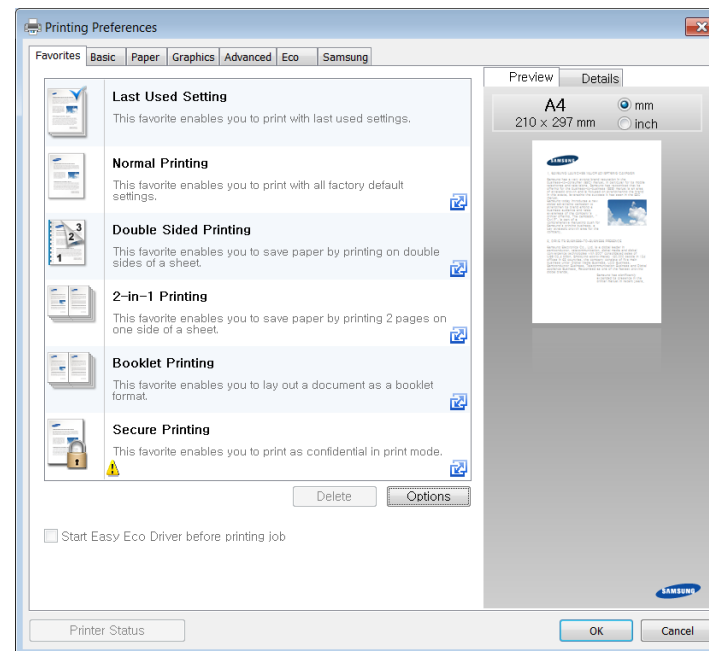 Printing Preferences
Favorites Basic Paper Graphics Advanced Eco Samsung
Last Used Setting
This favorite enables you to print with last used settings.
Normal Printing
This favorite enables you to print with all factory default
settings.
Double Sided Printing
This favorite enables you to save paper by printing on double
sides of a sheet.
2-in-1 Printing
This favorite enables you to save paper by printing 2 pages on
one side of a sheet.
Booklet Printing
This favorite enables you to lay out a document as a booklet
format.
Secure Printing
This favorite enables you to print as confidential in print mode.
Delete Options
Start Easy Eco Driver before printing job
Printer Status
Preview Details
A4
210 x 297 mm
mm
inch
SAMSUNG
SAMSUNG
OK Cancel
1
2
3